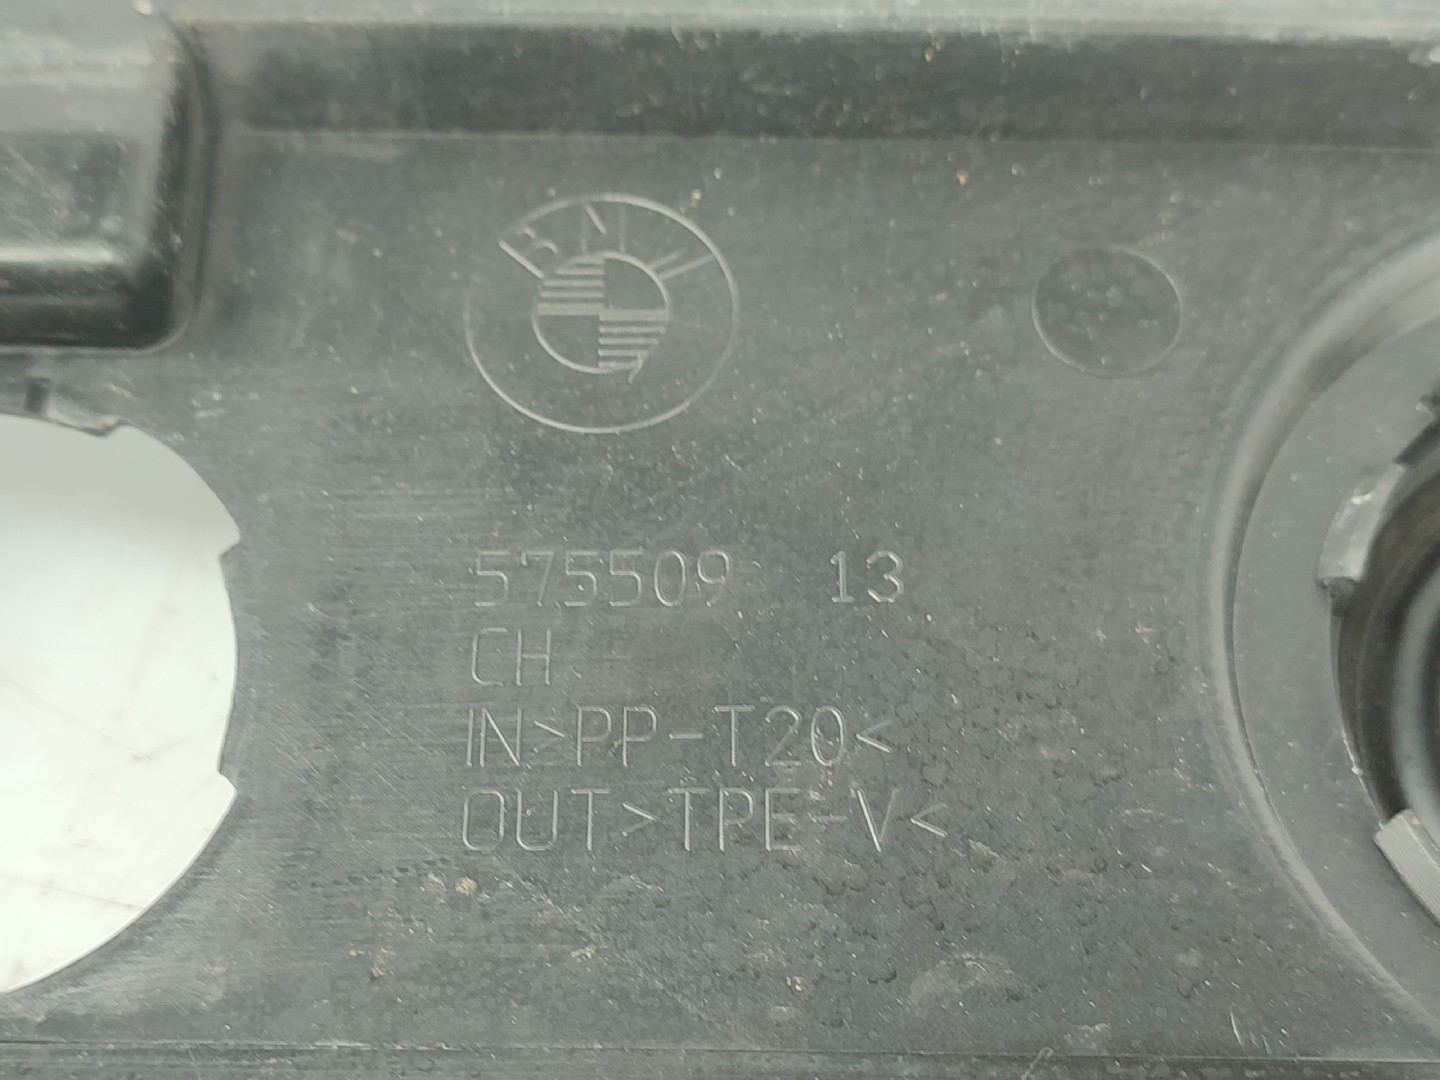 BMW
575509 13
CH
IN>PP-T20<
OUT>TPE-V<